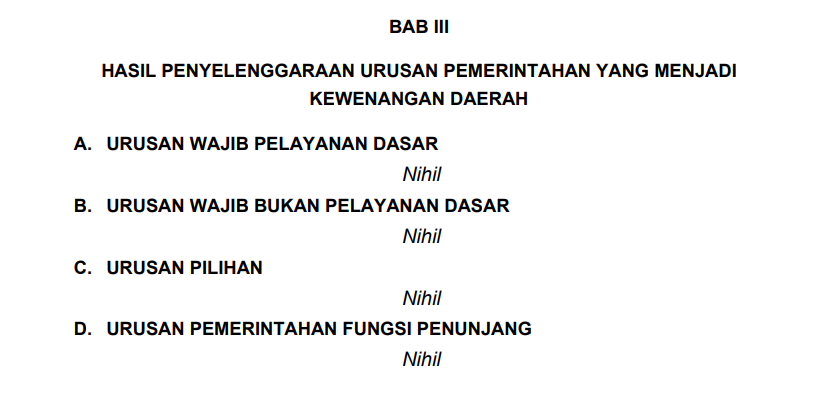 BAB III
HASIL PENYELENGGARAAN URUSAN PEMERINTAHAN YANG MENJADI
KEWENANGAN DAERAH
A. URUSAN WAJIB PELAYANAN DASAR
Nihil
B. URUSAN WAJIB BUKAN PELAYANAN DASAR
Nihil
C. URUSAN PILIHAN
Nihil
D. URUSAN PEMERINTAHAN FUNGSI PENUNJANG
Nihil